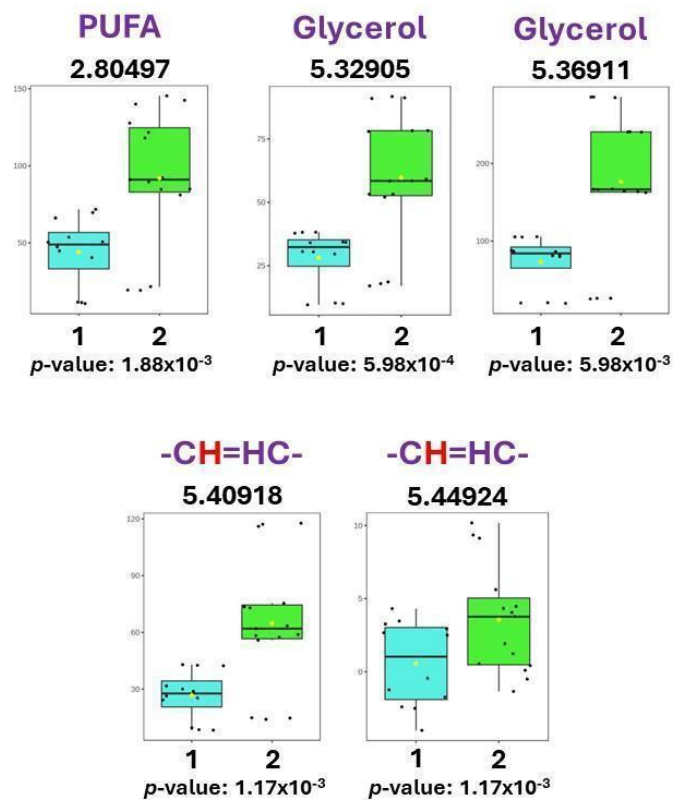 PUFA Glycerol Glycerol
2.80497 5.32905 5.36911
150
100
50
75
50
25
200
100
1 2 1 2 1 2
p-value: 1.88x10-3 p-value: 5.98x10-4 p-value: 5.98x10-3
-CH=HC- -CH=HC-
5.40918 5.44924
120
90
60
30
10
5
0
1 2 1 2
p-value: 1.17x10-3 p-value: 1.17x10-3